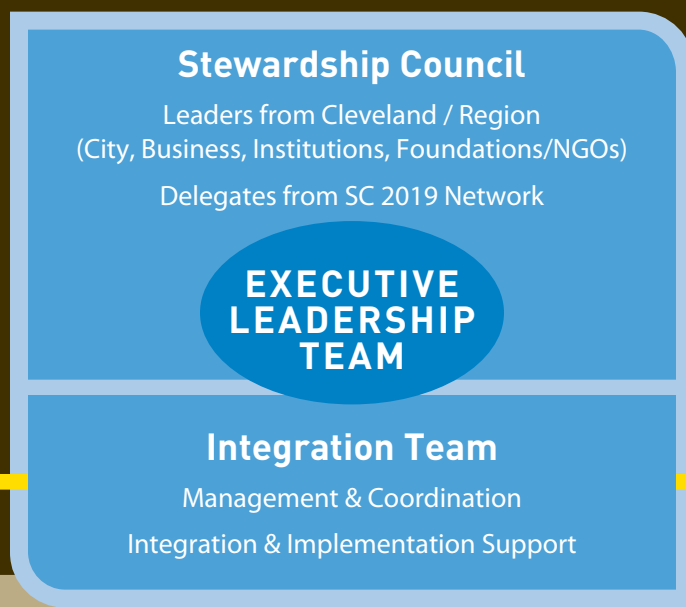 Stewardship Council
Leaders from Cleveland / Region
(City, Business, Institutions, Foundations/NGOs)
Delegates from SC 2019 Network
EXECUTIVE
LEADERSHIP
TEAM
Integration Team
Management & Coordination
Integration & Implementation Support